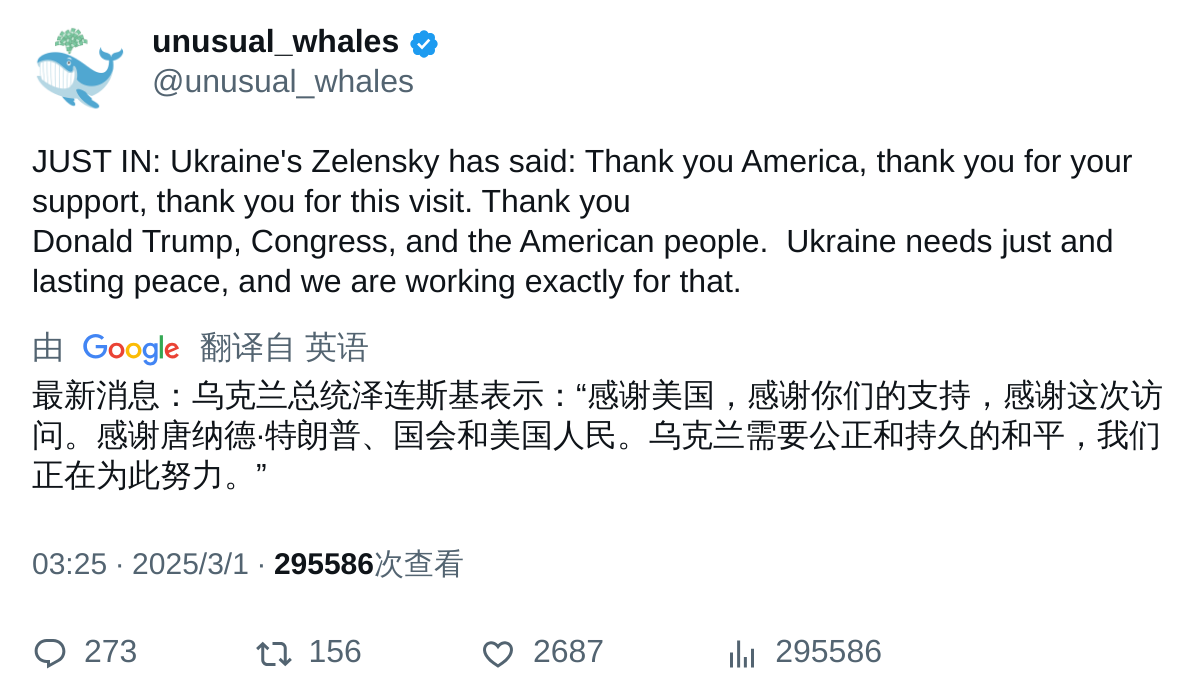 unusual_whales
@unusual_whales
JUST IN: Ukraine's Zelensky has said: Thank you America, thank you for your
support, thank you for this visit. Thank you
Donald Trump, Congress, and the American people.  Ukraine needs just and
lasting peace, and we are working exactly for that.
由 Google 翻译自 英语
最新消息：乌克兰总统泽连斯基表示：“感谢美国，感谢你们的支持，感谢这次访
问。感谢唐纳德·特朗普、国会和美国人民。乌克兰需要公正和持久的和平，我们
正在为此努力。”
03:25 · 2025/3/1 · 295586次查看
273 156 2687 295586